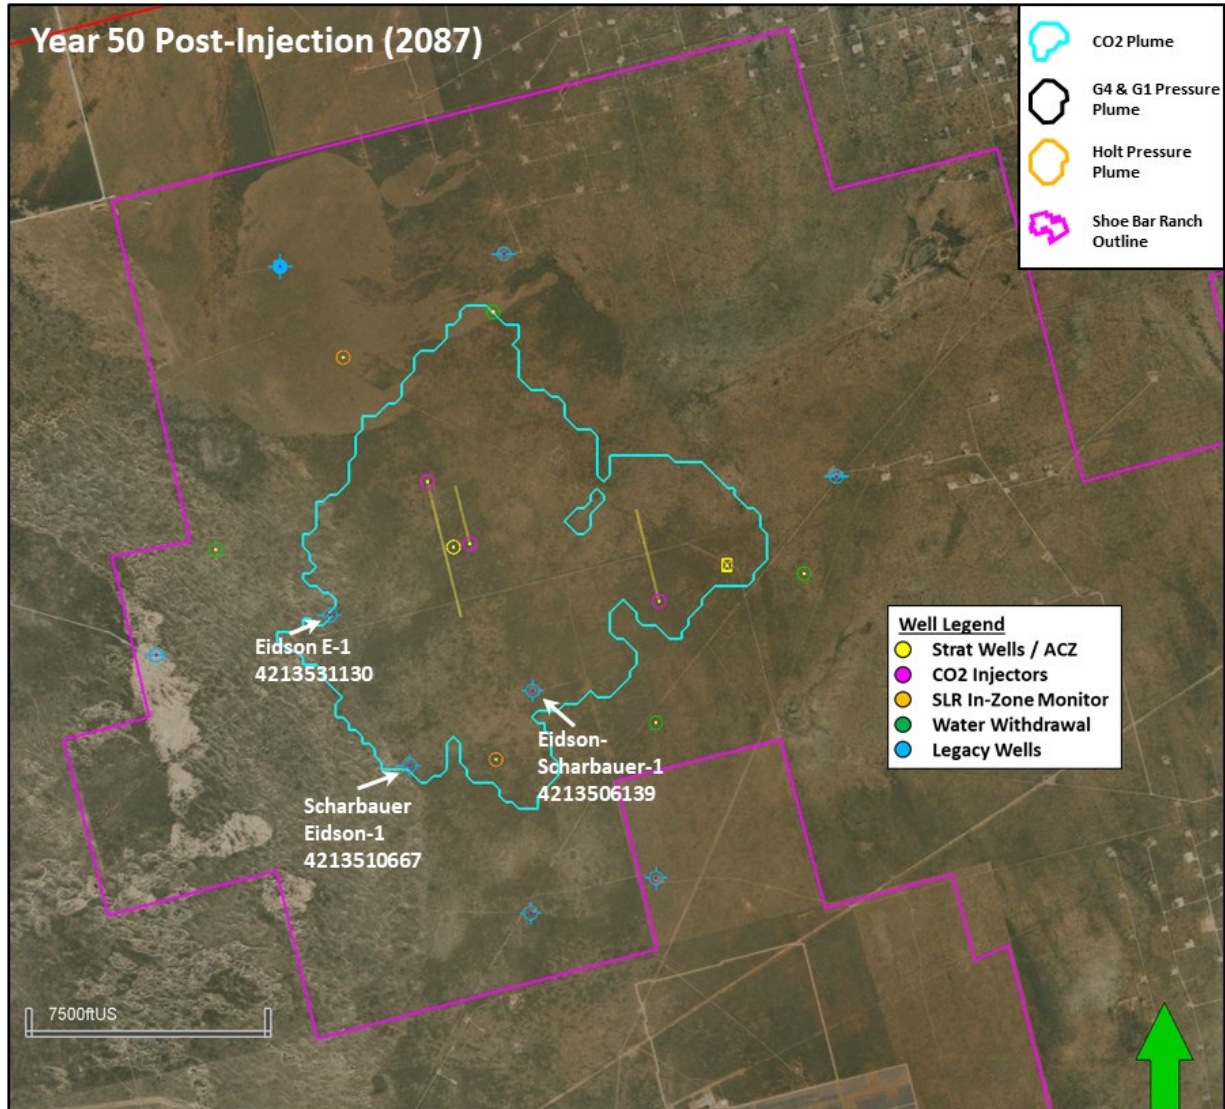 Year 50 Post-Injection (2087)
CO2 Plume
G4 & G1 Pressure
Plume
Holt Pressure
Plume
Shoe Bar Ranch
Outline
Eidson E-1
4213531130
Eidson-
Scharbauer-1
4213506139
Scharbauer
Eidson-1
4213510667
Well Legend
Strat Wells / ACZ
CO2 Injectors
SLR In-Zone Monitor
Water Withdrawal
Legacy Wells
7500ftUS